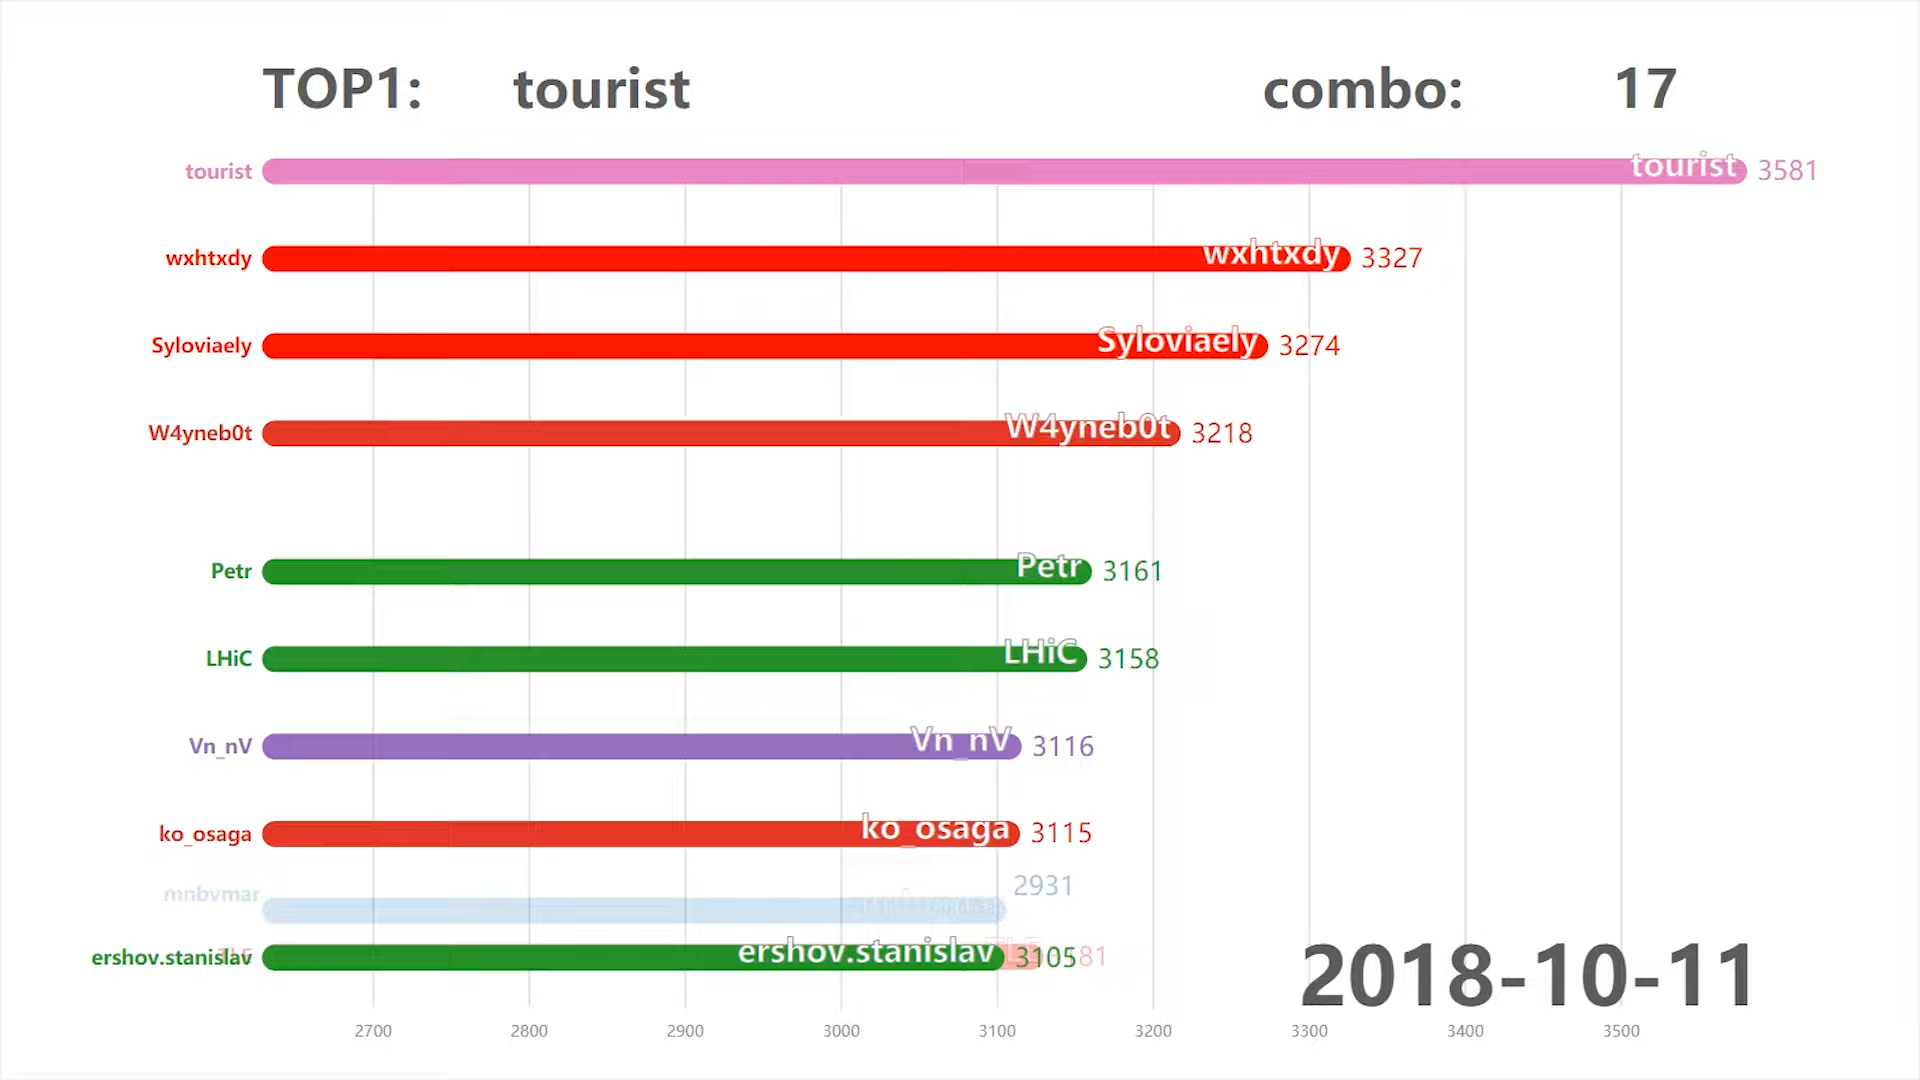 TOP1: tourist combo: 17
tourist tourist 3581
wxhtxdy wxhtxdy 3327
Syloviaely Syloviaely 3274
W4yneb0t W4yneb0t 3218
Petr Petr 3161
LHiC LHiC 3158
Vn_nV Vn_nV 3116
ko_osaga ko_osaga 3115
mnbvmar 2931
ershov.stanislav ershov.stanislav 3105
2018-10-11
2700 2800 2900 3000 3100 3200 3300 3400 3500